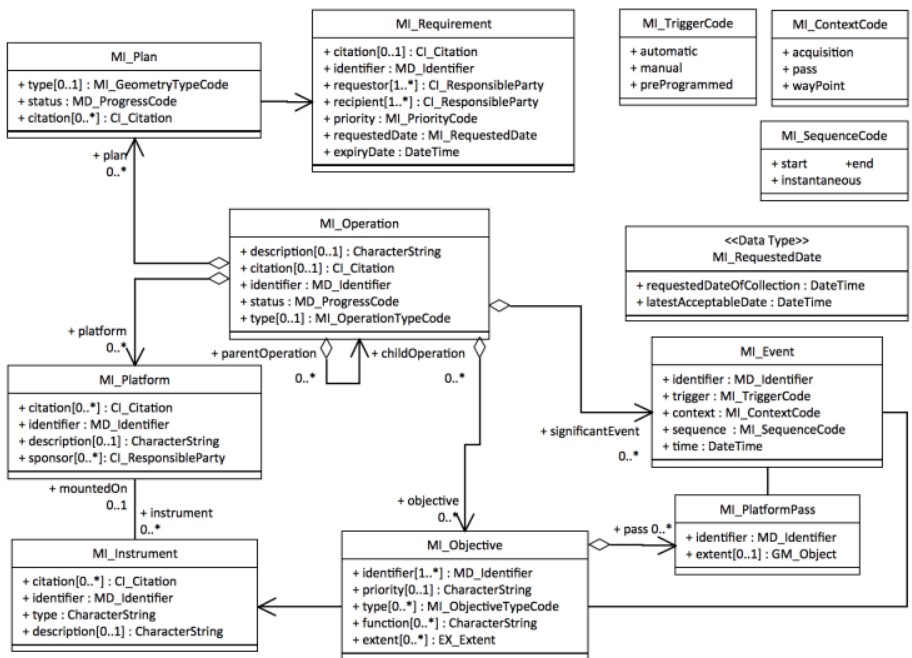 MI_Plan
+ type[0..1] : MI_GeometryTypeCode
+ status : MD_ProgressCode
+ citation[0..*] : CI_Citation
MI_Requirement
+ citation[0..1] : CI_Citation
+ identifier : MD_Identifier
+ requestor[1..*] : CI_ResponsibleParty
+ recipient[1..*] : CI_ResponsibleParty
+ priority : MI_PriorityCode
+ requestedDate : MI_RequestedDate
+ expiryDate : DateTime
MI_TriggerCode
+ automatic
+ manual
+ preProgrammed
MI_ContextCode
+ acquisition
+ pass
+ wayPoint
MI_SequenceCode
+ start +end
+ instantaneous
+ plan
0..*
MI_Operation
+ description[0..1] : CharacterString
+ citation[0..1] : CI_Citation
+ identifier : MD_Identifier
+ status : MD_ProgressCode
+ type[0..1] : MI_OperationTypeCode
<<Data Type>>
MI_RequestedDate
+ requestedDateOfCollection : DateTime
+ latestAcceptableDate : DateTime
+ platform
0..*
+ parentOperation
0..*
+ childOperation
0..*
MI_Platform
+ citation[0..*] : CI_Citation
+ identifier : MD_Identifier
+ description[0..1] : CharacterString
+ sponsor[0..*] : CI_ResponsibleParty
MI_Event
+ identifier : MD_Identifier
+ trigger : MI_TriggerCode
+ context : MI_ContextCode
+ sequence : MI_SequenceCode
+ time : DateTime
+ significantEvent
0..*
+ mountedOn
0..1
+ instrument
0..*
+ objective
0..*
MI_PlatformPass
+ identifier : MD_Identifier
+ extent[0..1] : GM_Object
+ pass 0..*
MI_Instrument
+ citation[0..*] : CI_Citation
+ identifier : MD_Identifier
+ type : CharacterString
+ description[0..1] : CharacterString
MI_Objective
+ identifier[1..*] : MD_Identifier
+ priority[0..1] : CharacterString
+ type[0..*] : MI_ObjectiveTypeCode
+ function[0..*] : CharacterString
+ extent[0..*] : EX_Extent